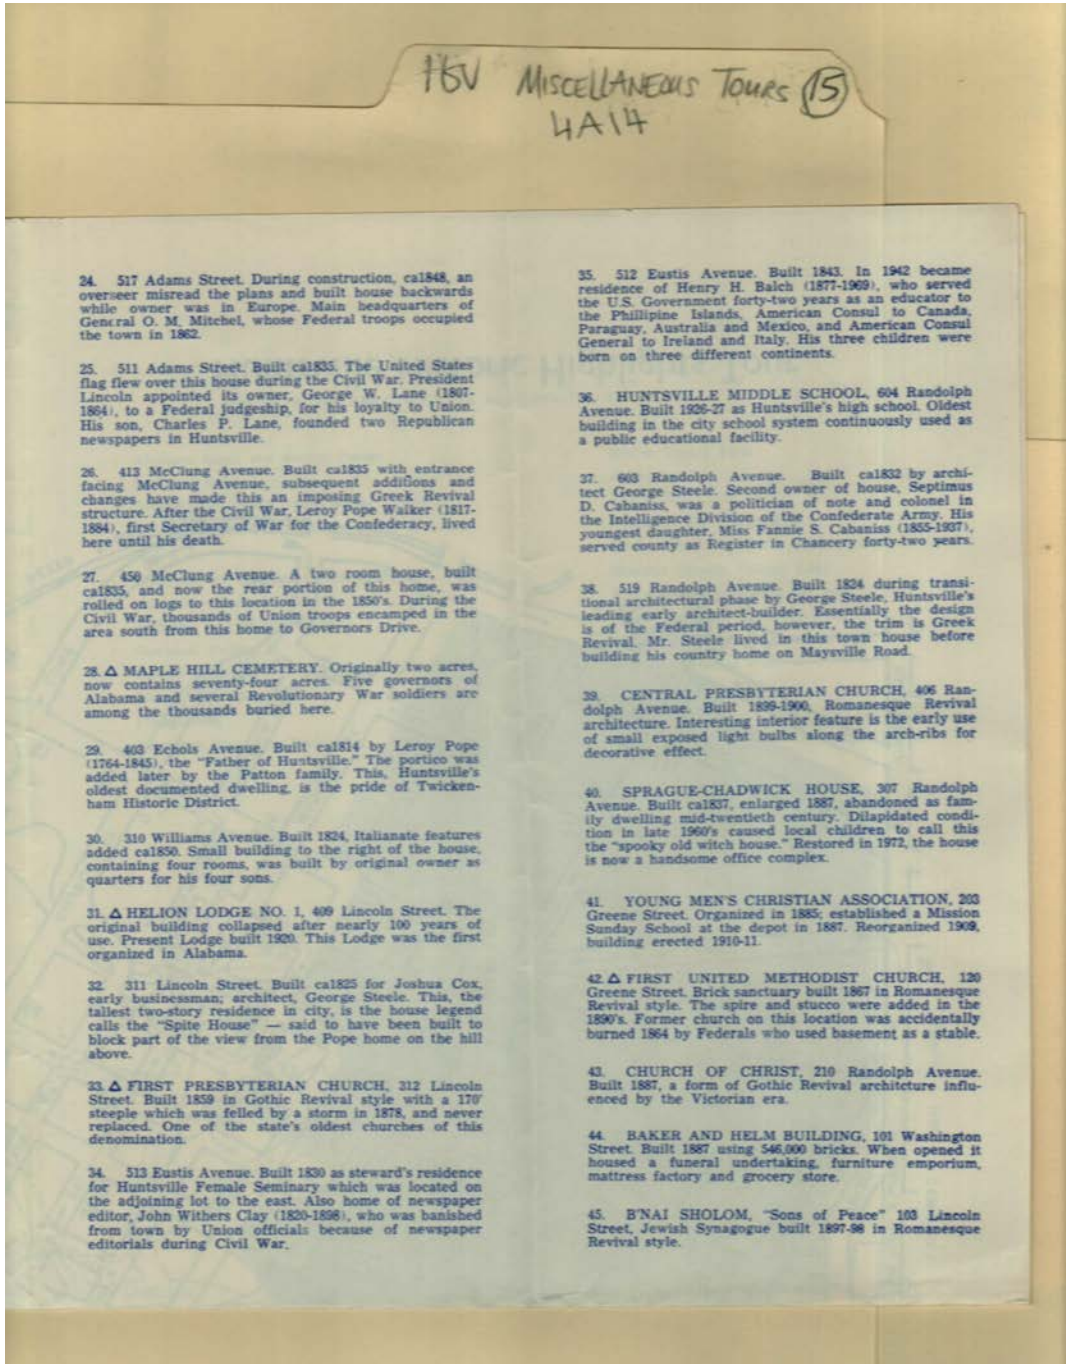 HSV MISCELLANEOUS TOURS 15
4A14
24. 517 Adams Street. During construction, ca1848, an
overseer misread the plans and built house backwards
while owner was in Europe. Main headquarters of
General O. M. Mitchel, whose Federal troops occupied
the town in 1862.
25. 511 Adams Street. Built ca1835. The United States
flag flew over this house during the Civil War. President
Lincoln appointed its owner, George W. Lane (1807-
1864), to a Federal judgeship, for his loyalty to Union.
His son, Charles P. Lane, founded two Republican
newspapers in Huntsville.
26. 413 McClung Avenue. Built ca1835 with entrance
facing McClung Avenue, subsequent additions and
changes have made this an imposing Greek Revival
structure. After the Civil War, Leroy Pope Walker (1817-
1884), first Secretary of War for the Confederacy, lived
here until his death.
27. 458 McClung Avenue. A two room house, built
ca1835, and now the rear portion of this home, was
rolled on logs to this location in the 1850's. During the
Civil War, thousands of Union troops encamped in the
area south from this home to Governors Drive.
28. △ MAPLE HILL CEMETERY. Originally two acres,
now contains seventy-four acres. Five governors of
Alabama and several Revolutionary War soldiers are
among the thousands buried here.
29. 403 Echols Avenue. Built ca1814 by Leroy Pope
(1764-1845), the "Father of Huntsville." The portico was
added later by the Patton family. This, Huntsville's
oldest documented dwelling, is the pride of Twicken-
ham Historic District.
30. 310 Williams Avenue. Built 1824, Italianate features
added ca1850. Small building to the right of the house,
containing four rooms, was built by original owner as
quarters for his four sons.
31. △ HELION LODGE NO. 1, 409 Lincoln Street. The
original building collapsed after nearly 100 years of
use. Present Lodge built 1920. This Lodge was the first
organized in Alabama.
32. 311 Lincoln Street. Built ca1825 for Joshua Cox,
early businessman; architect, George Steele. This, the
tallest two-story residence in city, is the house legend
calls the "Spite House" — said to have been built to
block part of the view from the Pope home on the hill
above.
33. △ FIRST PRESBYTERIAN CHURCH, 312 Lincoln
Street. Built 1859 in Gothic Revival style with a 170'
steeple which was felled by a storm in 1878, and never
replaced. One of the state's oldest churches of this
denomination.
34. 513 Eustis Avenue. Built 1830 as steward's residence
for Huntsville Female Seminary which was located on
the adjoining lot to the east. Also home of newspaper
editor, John Withers Clay (1820-1896), who was banished
from town by Union officials because of newspaper
editorials during Civil War.
35. 512 Eustis Avenue. Built 1843. In 1942 became
residence of Henry H. Balch (1877-1969), who served
the U.S. Government forty-two years as an educator to
the Phillipine Islands, American Consul to Canada,
Paraguay, Australia and Mexico, and American Consul
General to Ireland and Italy. His three children were
born on three different continents.
36. HUNTSVILLE MIDDLE SCHOOL, 604 Randolph
Avenue. Built 1926-27 as Huntsville's high school. Oldest
building in the city school system continuously used as
a public educational facility.
37. 603 Randolph Avenue. Built ca1832 by archi-
tect George Steele. Second owner of house, Septimus
D. Cabaniss, was a politician of note and colonel in
the Intelligence Division of the Confederate Army. His
youngest daughter, Miss Fannie S. Cabaniss (1855-1937),
served county as Register in Chancery forty-two years.
38. 519 Randolph Avenue. Built 1824 during transi-
tional architectural phase by George Steele, Huntsville's
leading early architect-builder. Essentially the design
is of the Federal period, however, the trim is Greek
Revival. Mr. Steele lived in this town house before
building his country home on Maysville Road.
39. CENTRAL PRESBYTERIAN CHURCH, 406 Ran-
dolph Avenue. Built 1899-1900, Romanesque Revival
architecture. Interesting interior feature is the early use
of small exposed light bulbs along the arch-ribs for
decorative effect.
40. SPRAGUE-CHADWICK HOUSE, 307 Randolph
Avenue. Built ca1837, enlarged 1887, abandoned as fam-
ily dwelling mid-twentieth century. Dilapidated condi-
tion in late 1960's caused local children to call this
the "spooky old witch house." Restored in 1972, the house
is now a handsome office complex.
41. YOUNG MEN'S CHRISTIAN ASSOCIATION, 203
Greene Street. Organized in 1885; established a Mission
Sunday School at the depot in 1887. Reorganized 1909,
building erected 1910-11.
42. △ FIRST UNITED METHODIST CHURCH, 120
Greene Street. Brick sanctuary built 1867 in Romanesque
Revival style. The spire and stucco were added in the
1890's. Former church on this location was accidentally
burned 1864 by Federals who used basement as a stable.
43. CHURCH OF CHRIST, 210 Randolph Avenue.
Built 1887, a form of Gothic Revival architcture influ-
enced by the Victorian era.
44. BAKER AND HELM BUILDING, 101 Washington
Street. Built 1887 using 546,000 bricks. When opened it
housed a funeral undertaking, furniture emporium,
mattress factory and grocery store.
45. B'NAI SHOLOM, "Sons of Peace" 103 Lincoln
Street, Jewish Synagogue built 1897-98 in Romanesque
Revival style.